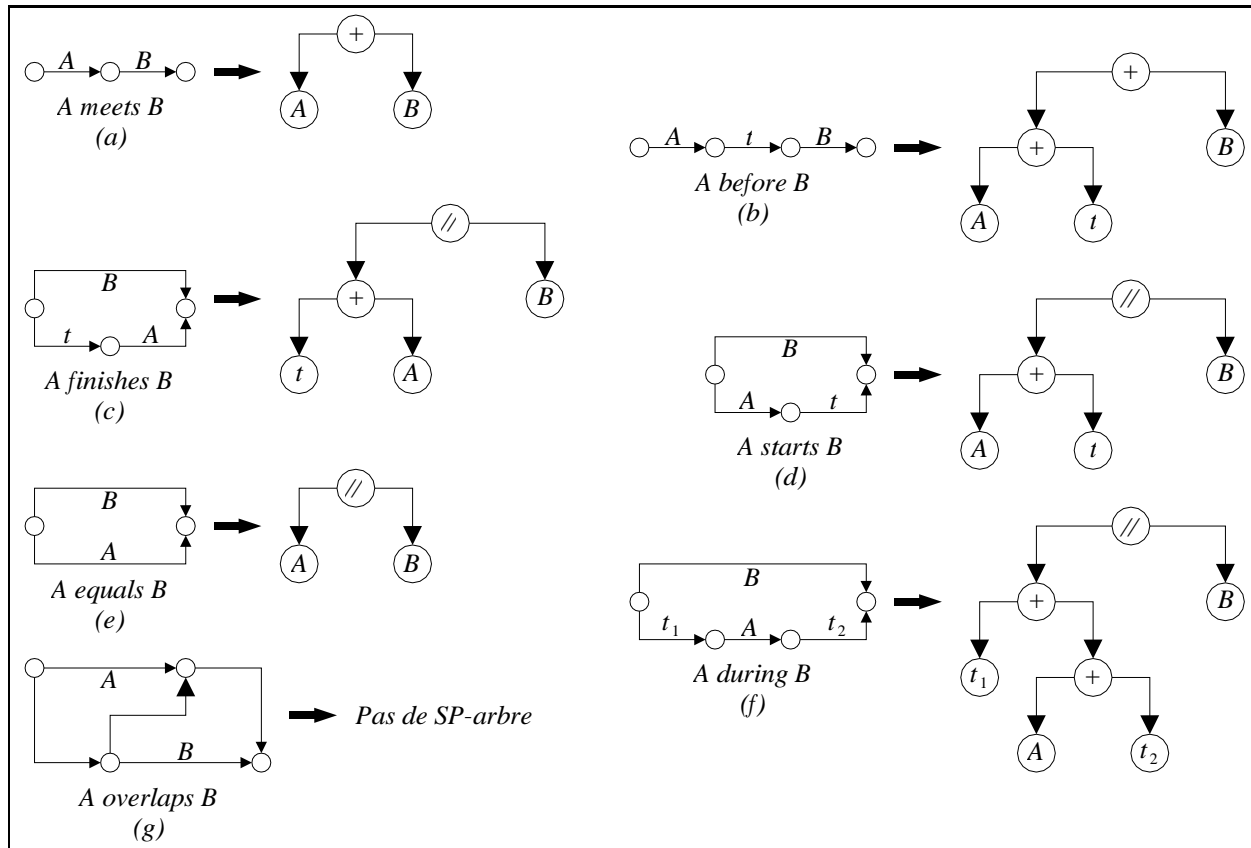 A B
A meets B
(a)
+
A B
A t B
A before B
(b)
+
+ B
A t
B
t A
A finishes B
(c)
//
+ B
t A
B
A t
A starts B
(d)
//
+ B
A t
B
A
A equals B
(e)
//
A B
B
t1 A t2
A during B
(f)
//
+ B
t1 +
A t2
A
B
A overlaps B
(g)
Pas de SP-arbre